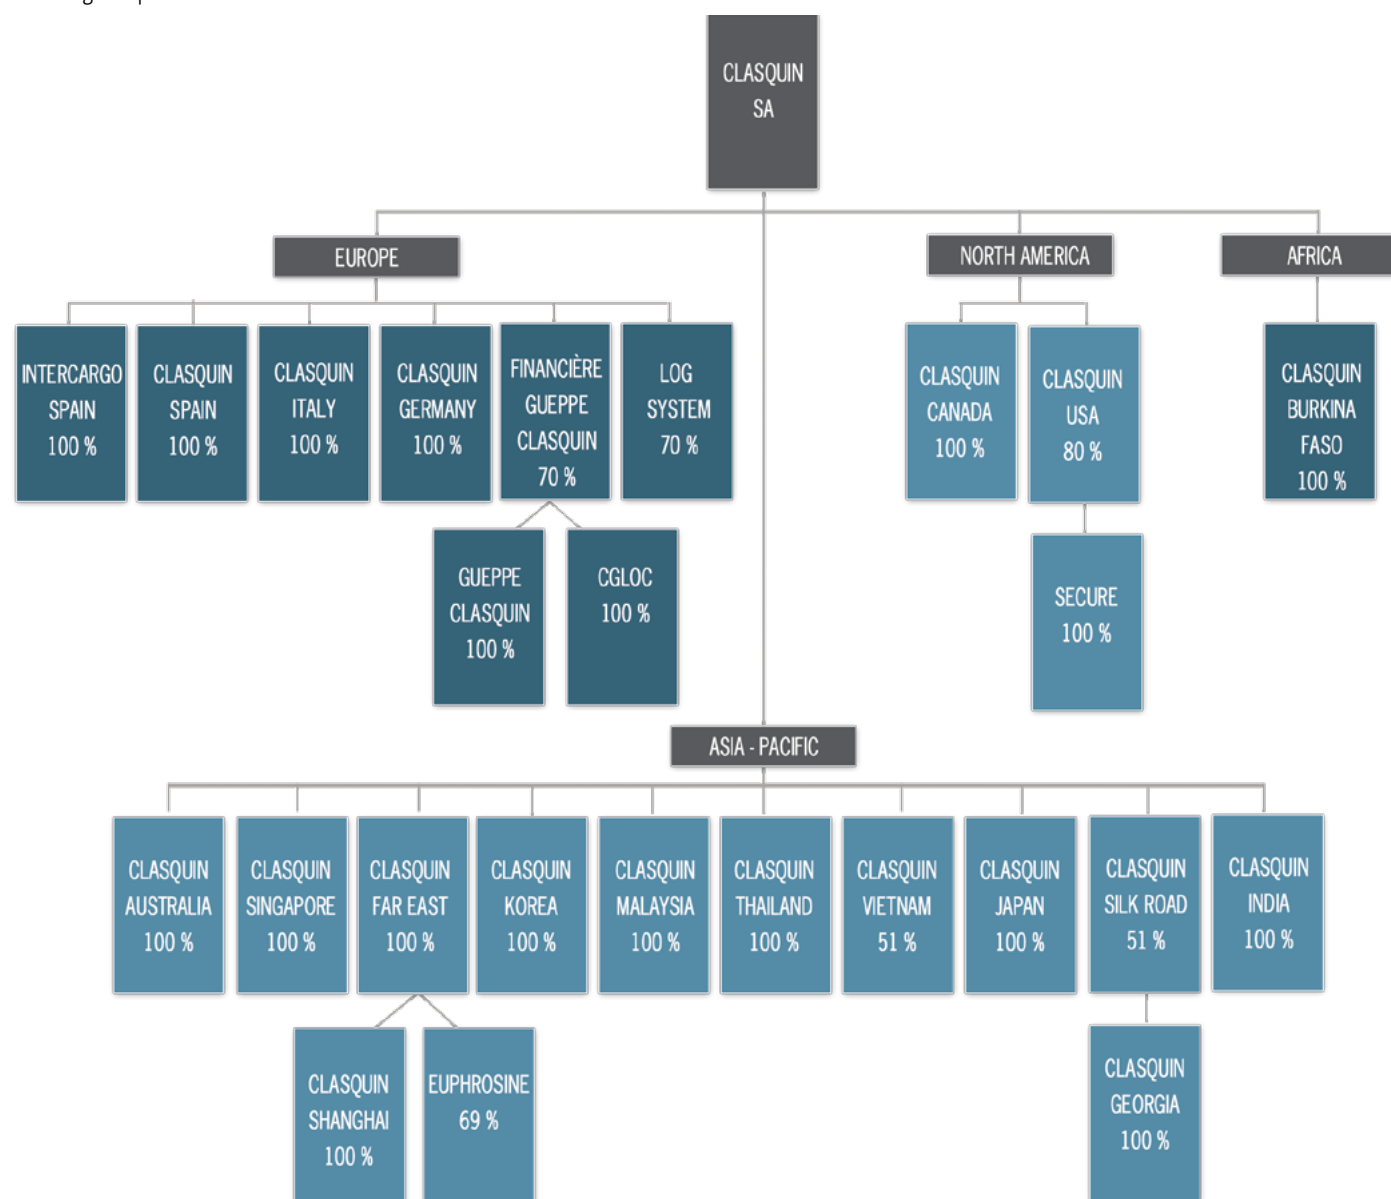 CLASQUIN
SA
EUROPE
NORTH AMERICA
AFRICA
INTERCARGO
SPAIN
100 %
CLASQUIN
SPAIN
100 %
CLASQUIN
ITALY
100 %
CLASQUIN
GERMANY
100 %
FINANCIÈRE
GUEPPE
CLASQUIN
70 %
LOG
SYSTEM
70 %
CLASQUIN
CANADA
100 %
CLASQUIN
USA
80 %
CLASQUIN
BURKINA
FASO
100 %
GUEPPE
CLASQUIN
100 %
CGLOC
100 %
SECURE
100 %
ASIA - PACIFIC
CLASQUIN
AUSTRALIA
100 %
CLASQUIN
SINGAPORE
100 %
CLASQUIN
FAR EAST
100 %
CLASQUIN
KOREA
100 %
CLASQUIN
MALAYSIA
100 %
CLASQUIN
THAILAND
100 %
CLASQUIN
VIETNAM
51 %
CLASQUIN
JAPAN
100 %
CLASQUIN
SILK ROAD
51 %
CLASQUIN
INDIA
100 %
CLASQUIN
SHANGHAI
100 %
EUPHROSINE
69 %
CLASQUIN
GEORGIA
100 %